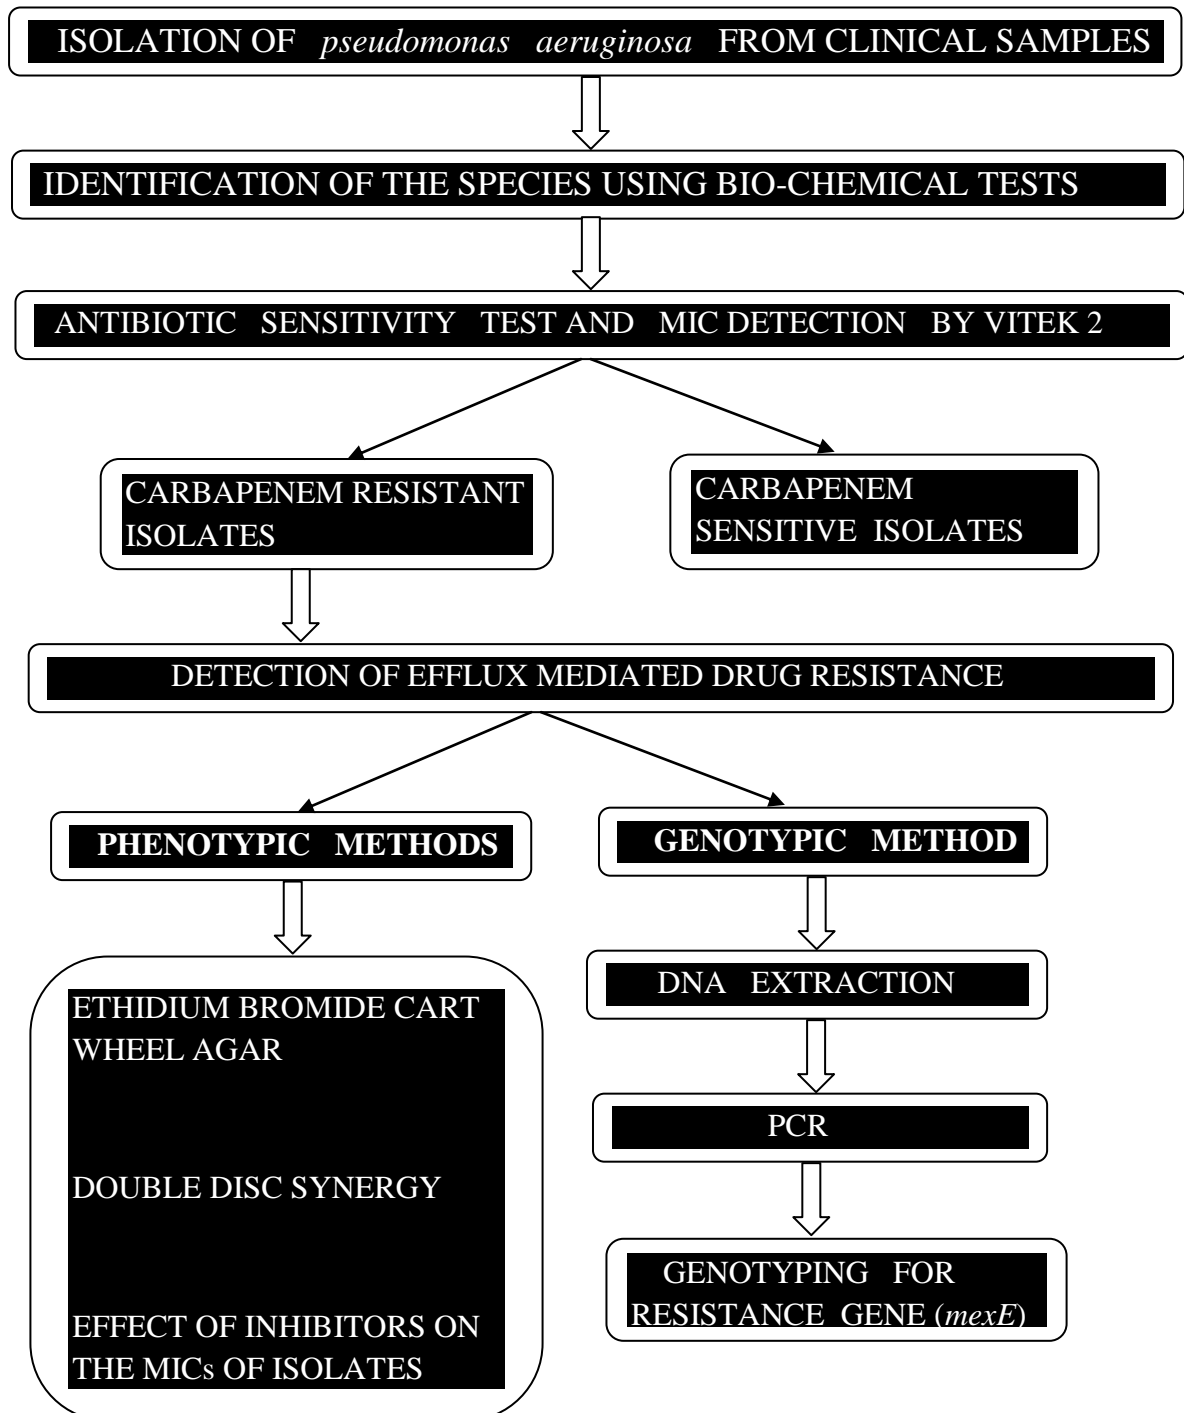 ISOLATION OF pseudomonas aeruginosa FROM CLINICAL SAMPLES
IDENTIFICATION OF THE SPECIES USING BIO-CHEMICAL TESTS
ANTIBIOTIC SENSITIVITY TEST AND MIC DETECTION BY VITEK 2
CARBAPENEM RESISTANT
ISOLATES
CARBAPENEM
SENSITIVE ISOLATES
DETECTION OF EFFLUX MEDIATED DRUG RESISTANCE
PHENOTYPIC METHODS
ETHIDIUM BROMIDE CART
WHEEL AGAR
DOUBLE DISC SYNERGY
EFFECT OF INHIBITORS ON
THE MICs OF ISOLATES
GENOTYPIC METHOD
DNA EXTRACTION
PCR
GENOTYPING FOR
RESISTANCE GENE (mexE)